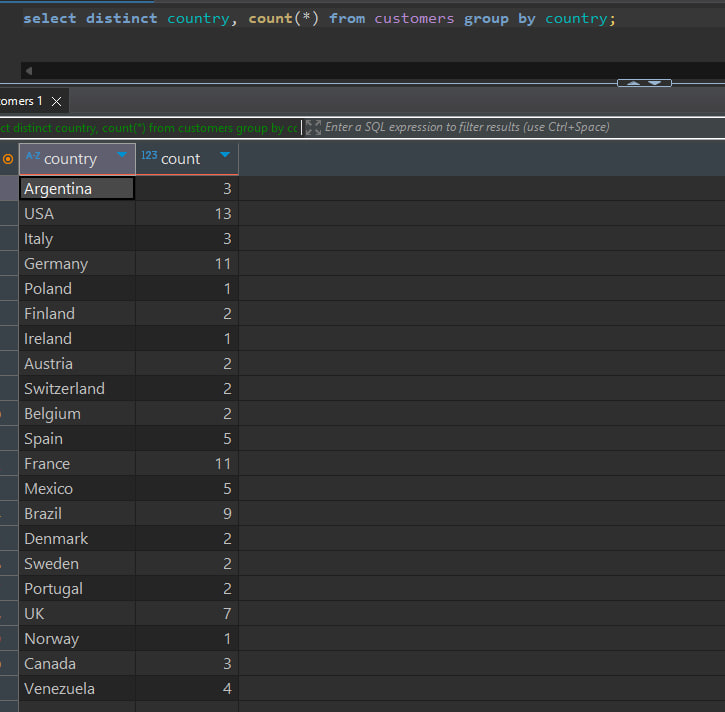 select distinct country, count(*) from customers group by country;
omers 1
ct distinct country, count(*) from customers group by cc Enter a SQL expression to filter results (use Ctrl+Space)
A-Z country 123 count
Argentina 3
USA 13
Italy 3
Germany 11
Poland 1
Finland 2
Ireland 1
Austria 2
Switzerland 2
Belgium 2
Spain 5
France 11
Mexico 5
Brazil 9
Denmark 2
Sweden 2
Portugal 2
UK 7
Norway 1
Canada 3
Venezuela 4